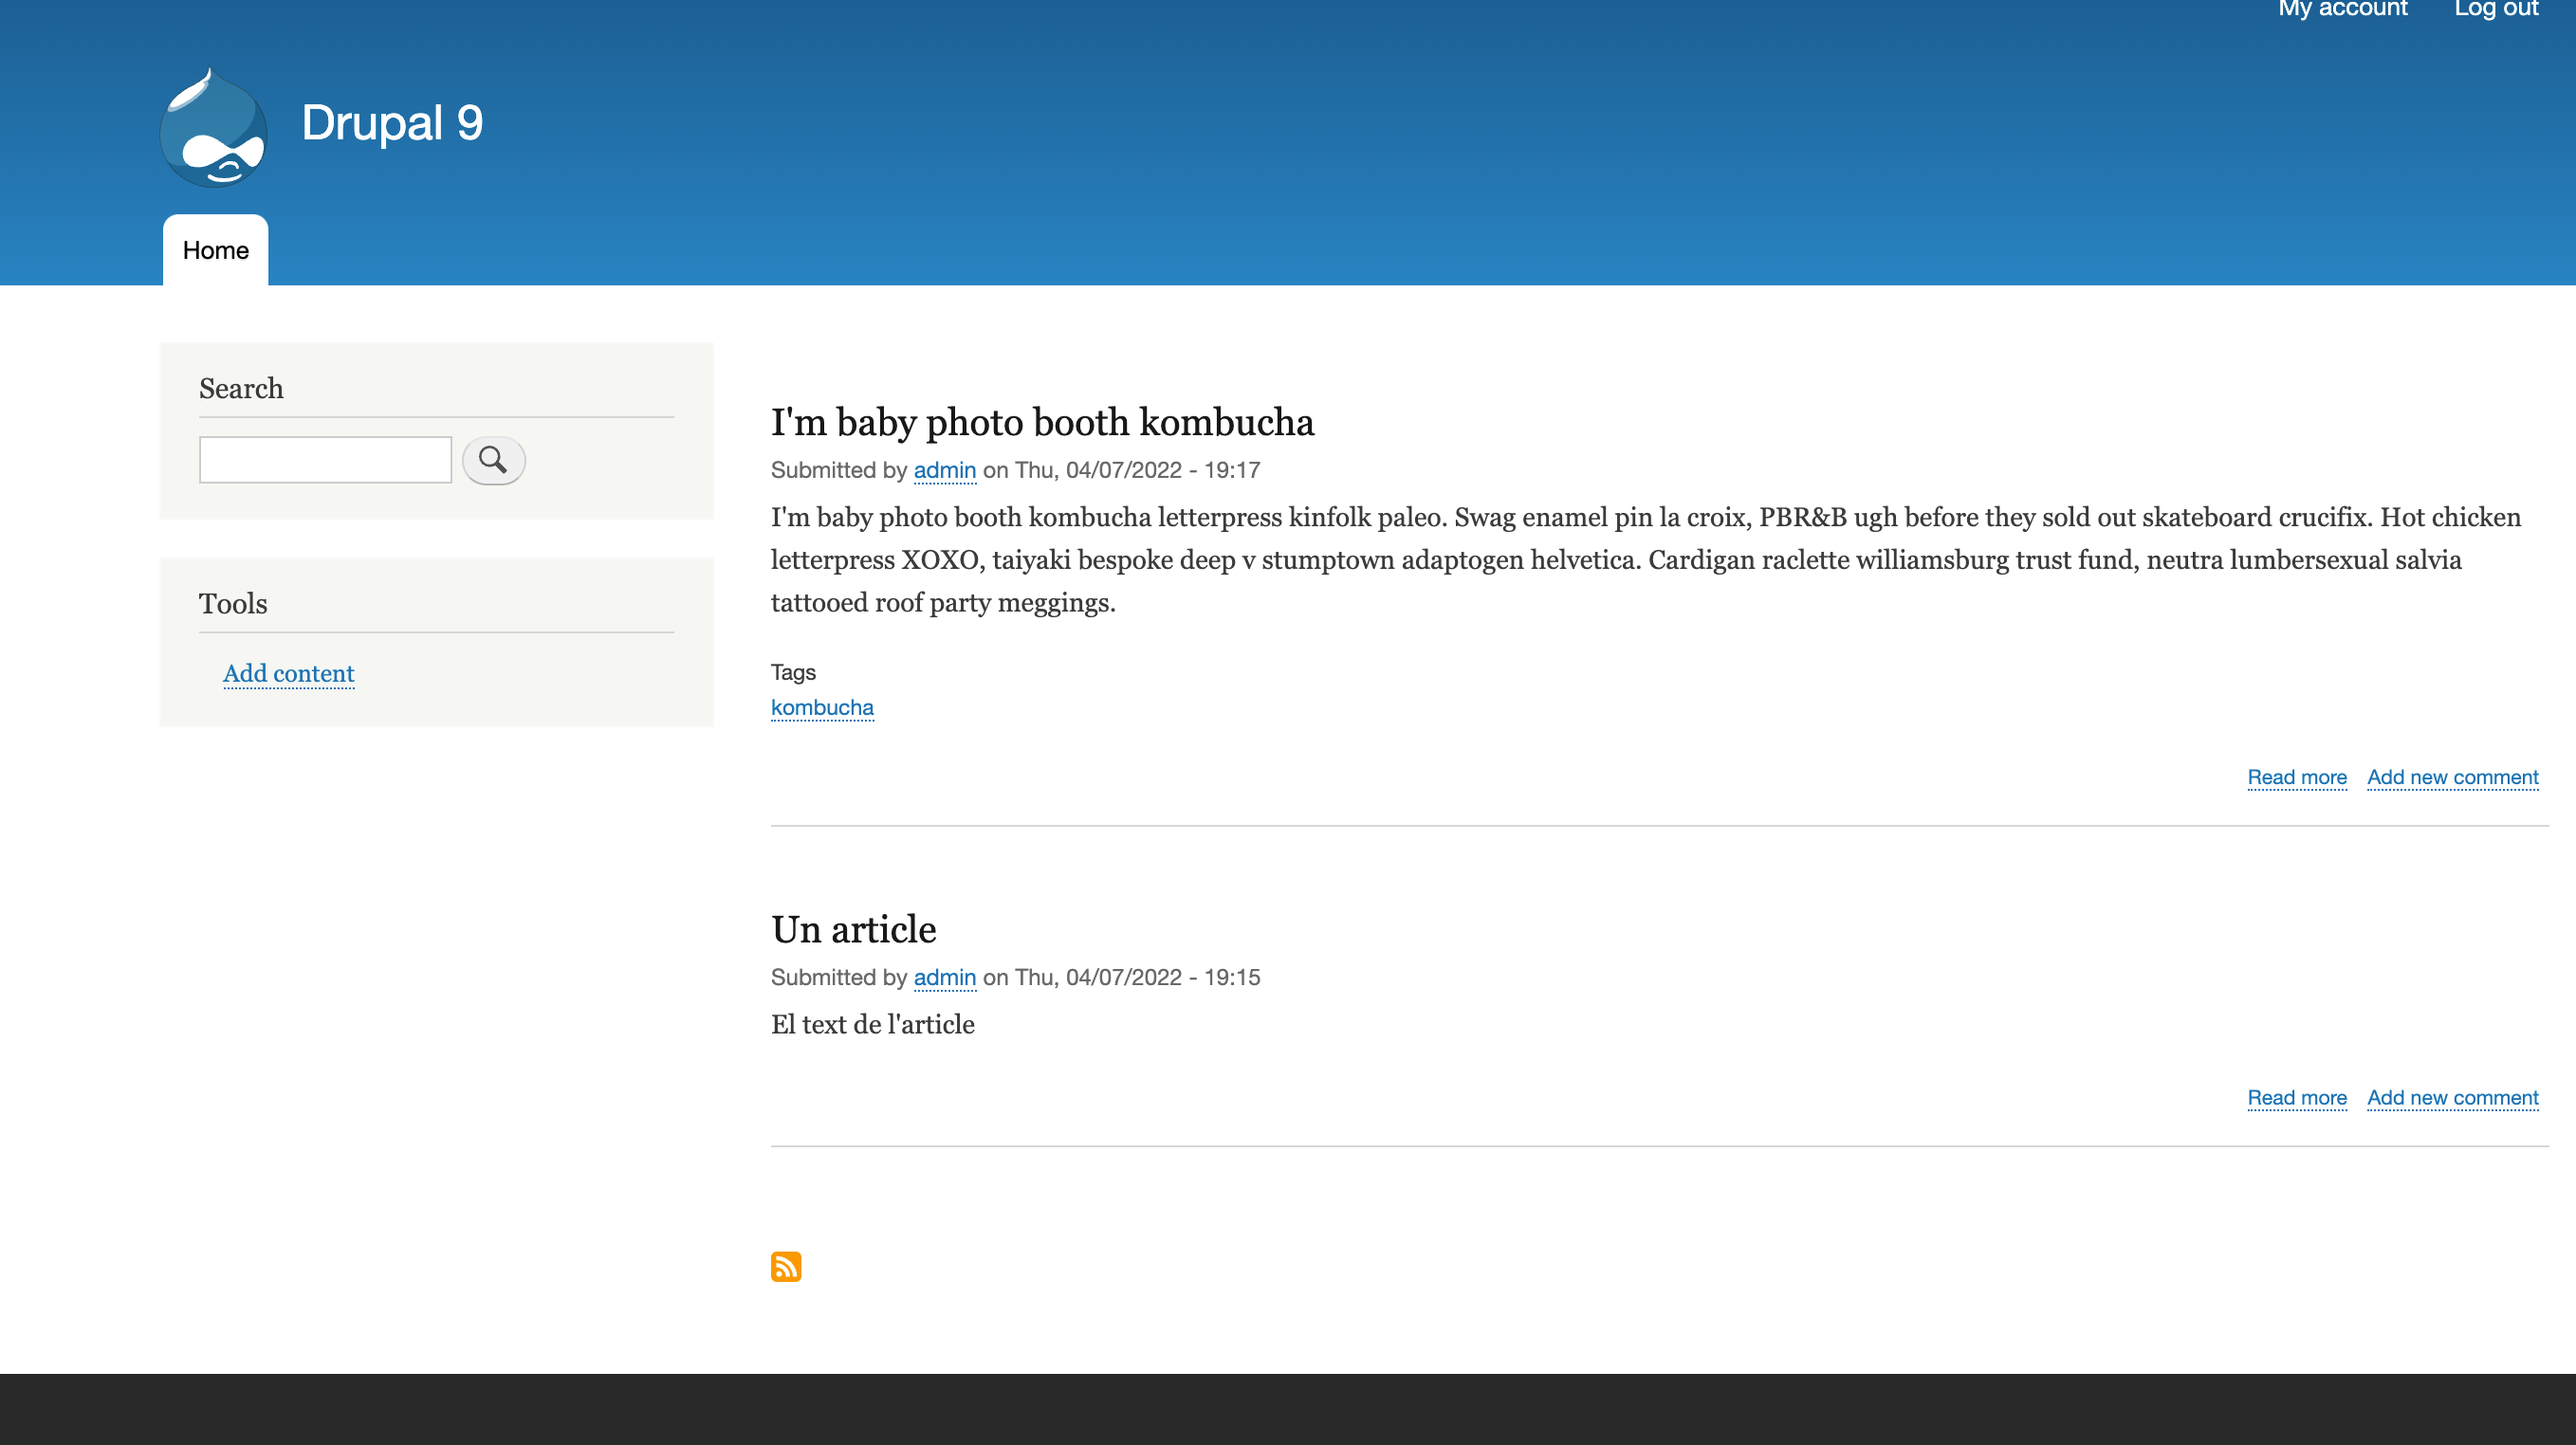 My account Log out
Drupal 9
Home
Search
Tools
Add content
I'm baby photo booth kombucha
Submitted by admin on Thu, 04/07/2022 - 19:17
I'm baby photo booth kombucha letterpress kinfolk paleo. Swag enamel pin la croix, PBR&B ugh before they sold out skateboard crucifix. Hot chicken
letterpress XOXO, taiyaki bespoke deep v stumptown adaptogen helvetica. Cardigan raclette williamsburg trust fund, neutra lumbersexual salvia
tattooed roof party meggings.
Tags
kombucha
Read more Add new comment
Un article
Submitted by admin on Thu, 04/07/2022 - 19:15
El text de l'article
Read more Add new comment